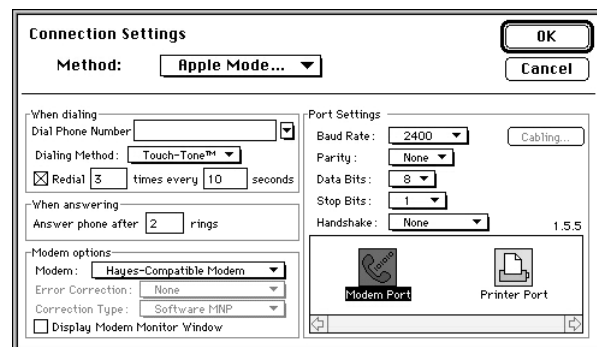 Connection Settings
OK
Method: Apple Mode...
Cancel
When dialing
Dial Phone Number
Dialing Method: Touch-Tone™
Redial 3 times every 10 seconds
When answering
Answer phone after 2 rings
Modem options
Modem: Hayes-Compatible Modem
Error Correction: None
Correction Type: Software MNP
Display Modem Monitor Window
Port Settings
Baud Rate: 2400
Cabling...
Parity: None
Data Bits: 8
Stop Bits: 1
Handshake: None
1.5.5
Modem Port
Printer Port